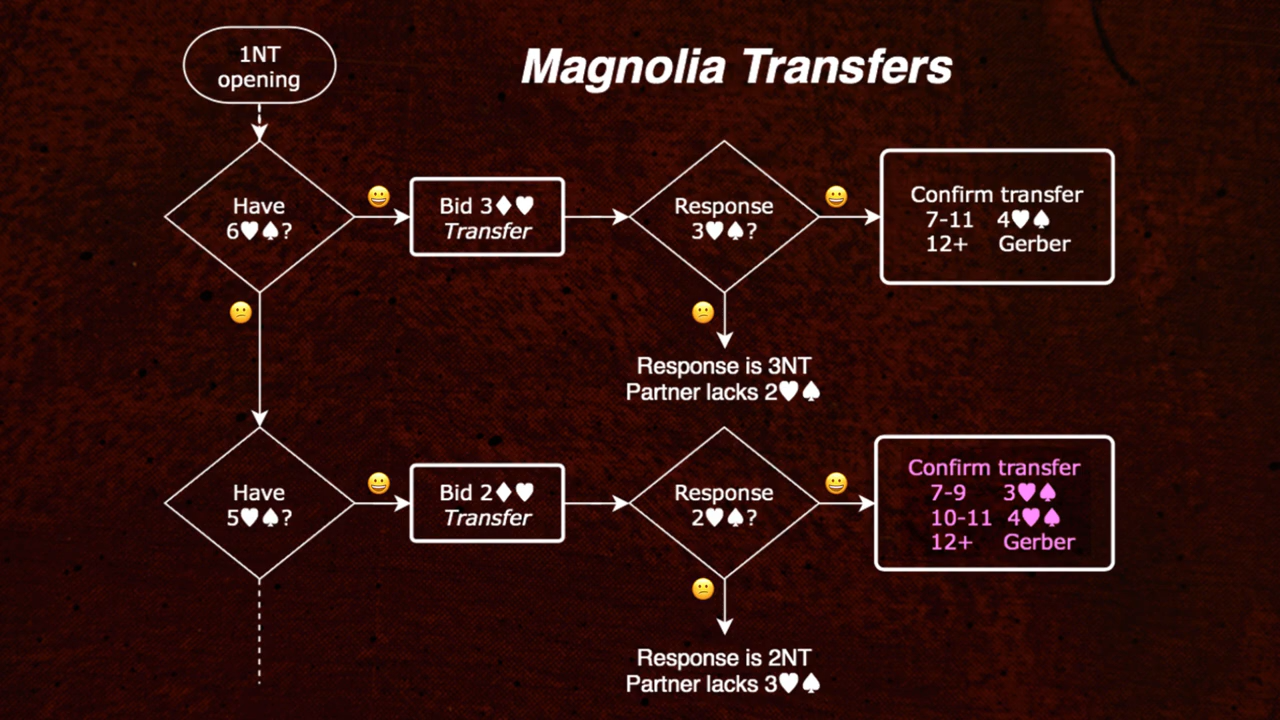 1NT
opening
Magnolia Transfers
Have
6♥♠?
😀
Bid 3♦♥
Transfer
Response
3♥♠?
😀
Confirm transfer
7-11 4♥♠
12+ Gerber
😕
😕
Response is 3NT
Partner lacks 2♥♠
Have
5♥♠?
😀
Bid 2♦♥
Transfer
Response
2♥♠?
😀
Confirm transfer
7-9 3♥♠
10-11 4♥♠
12+ Gerber
😕
Response is 2NT
Partner lacks 3♥♠